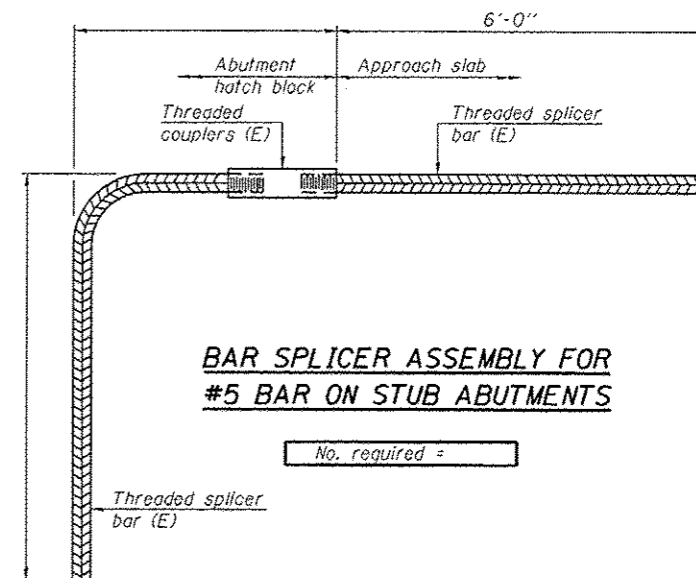 6'-0"
Abutment
hatch block
Approach slab
Threaded
couplers (E)
Threaded splicer
bar (E)
BAR SPLICER ASSEMBLY FOR
#5 BAR ON STUB ABUTMENTS
No. required =
Threaded splicer
bar (E)